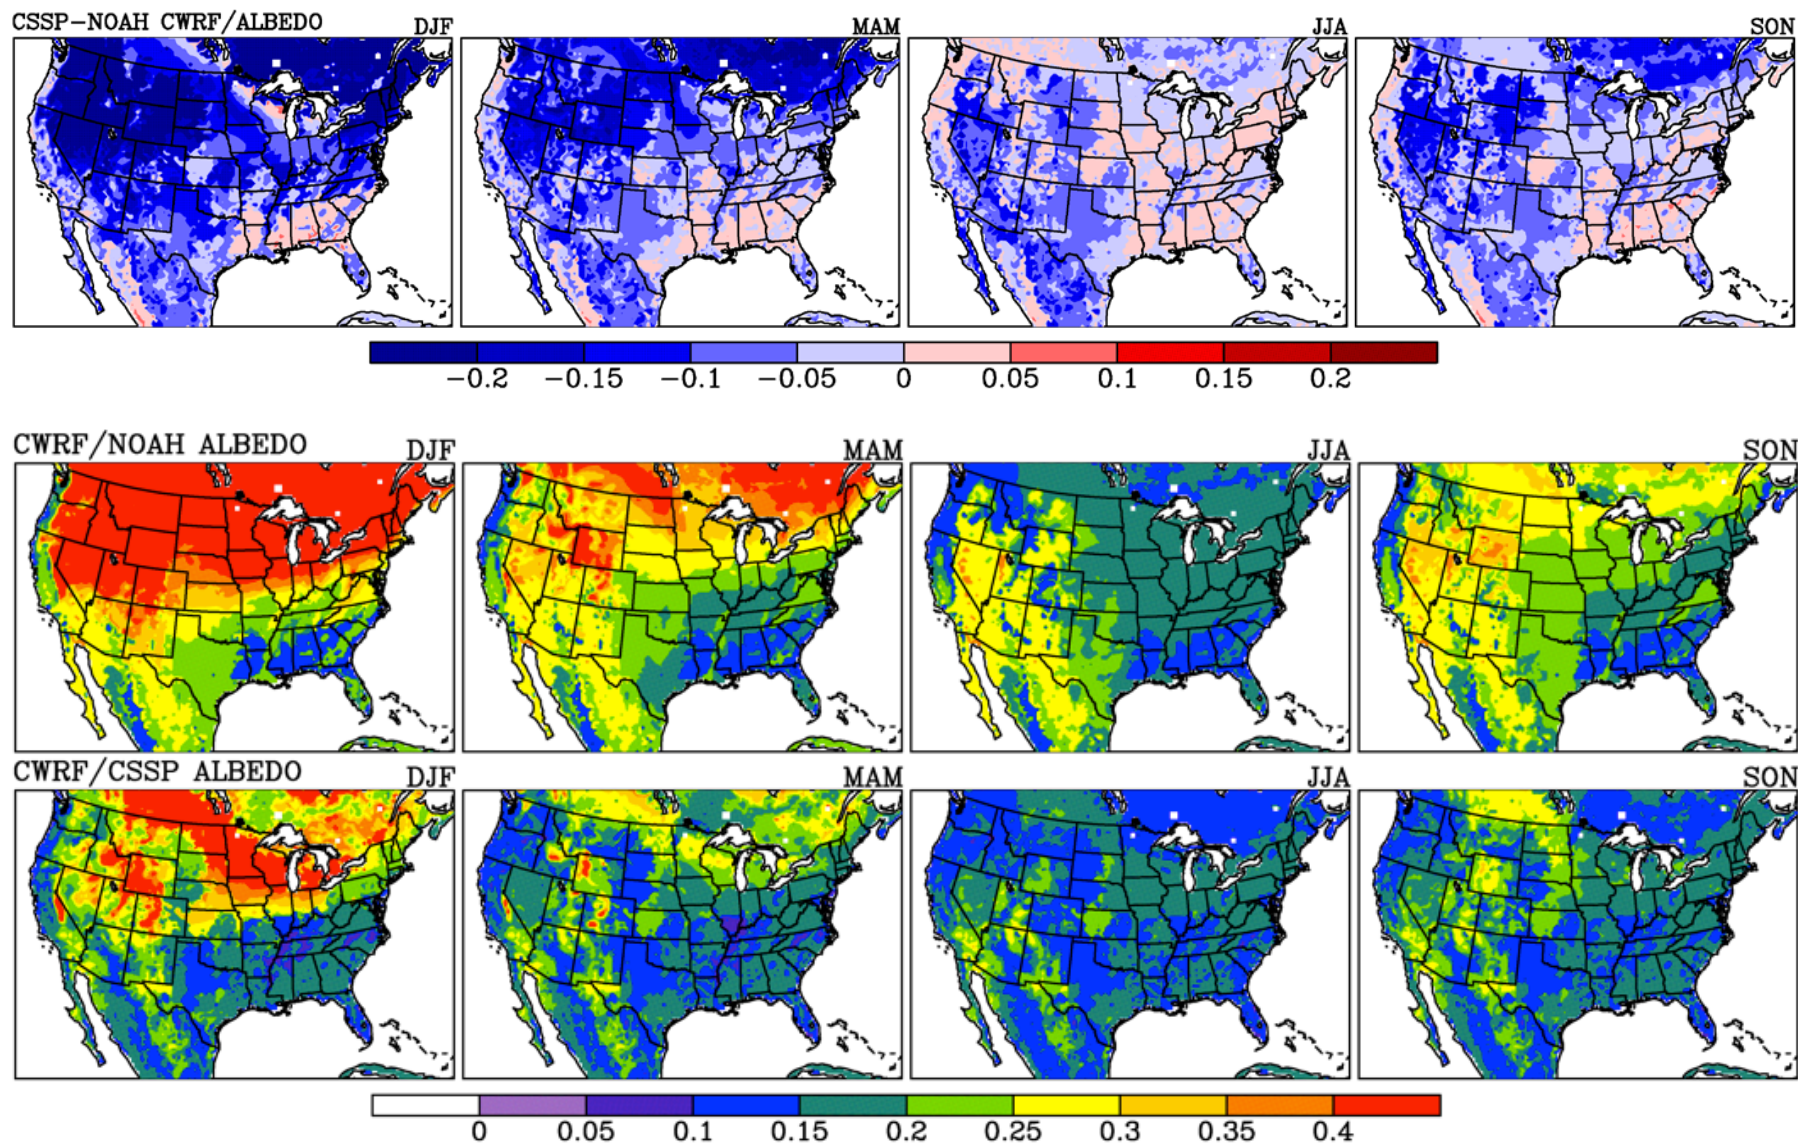 CSSP-NOAH CWRF/ALBEDO DJF MAM JJA SON
-0.2 -0.15 -0.1 -0.05 0 0.05 0.1 0.15 0.2
CWRF/NOAH ALBEDO DJF MAM JJA SON
CWRF/CSSP ALBEDO DJF MAM JJA SON
0 0.05 0.1 0.15 0.2 0.25 0.3 0.35 0.4